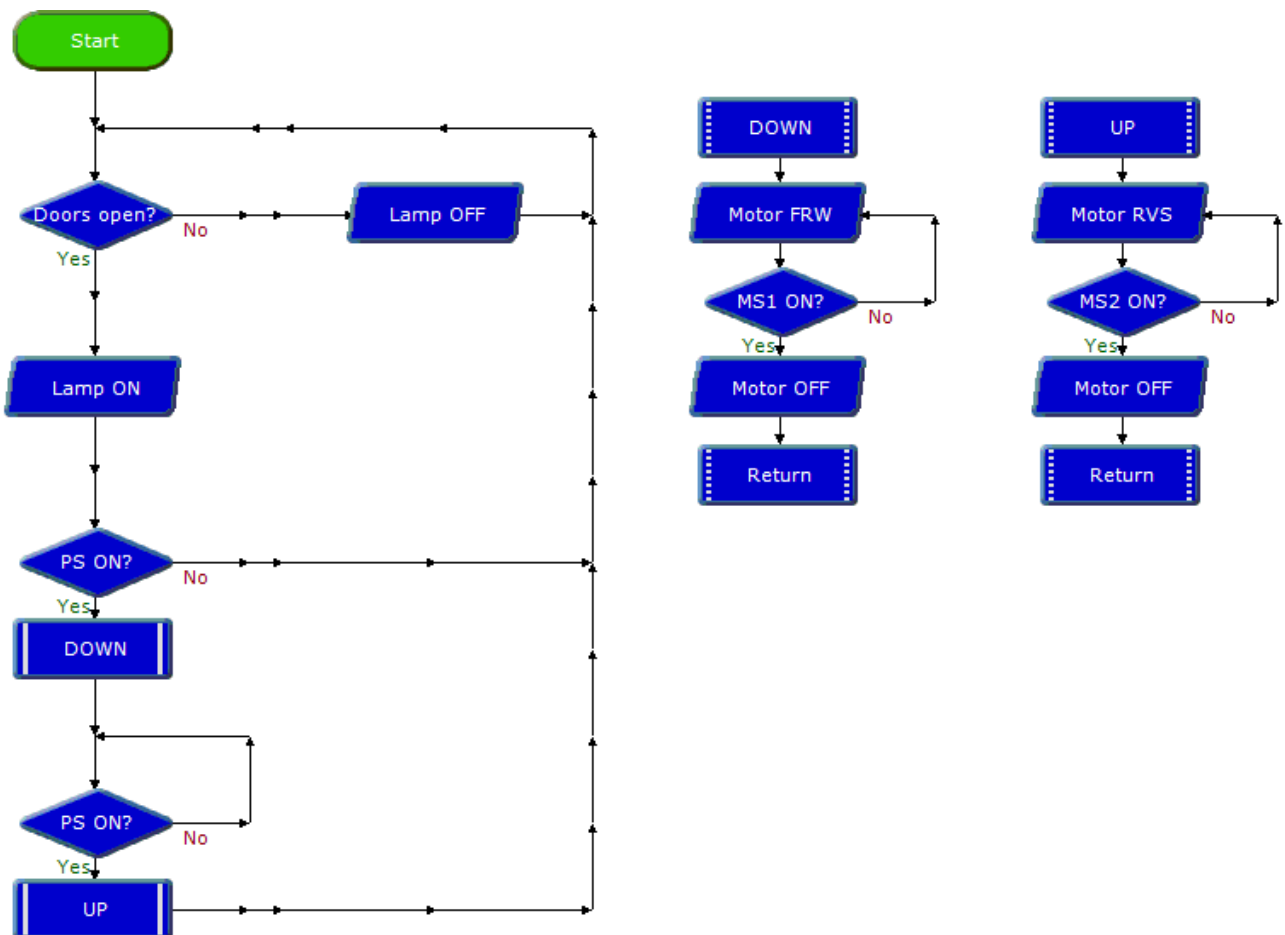 Start
Doors open?
No
Lamp OFF
Yes
Lamp ON
PS ON?
No
Yes
DOWN
PS ON?
No
Yes
UP
DOWN
Motor FRW
MS1 ON?
No
Yes
Motor OFF
Return
UP
Motor RVS
MS2 ON?
No
Yes
Motor OFF
Return